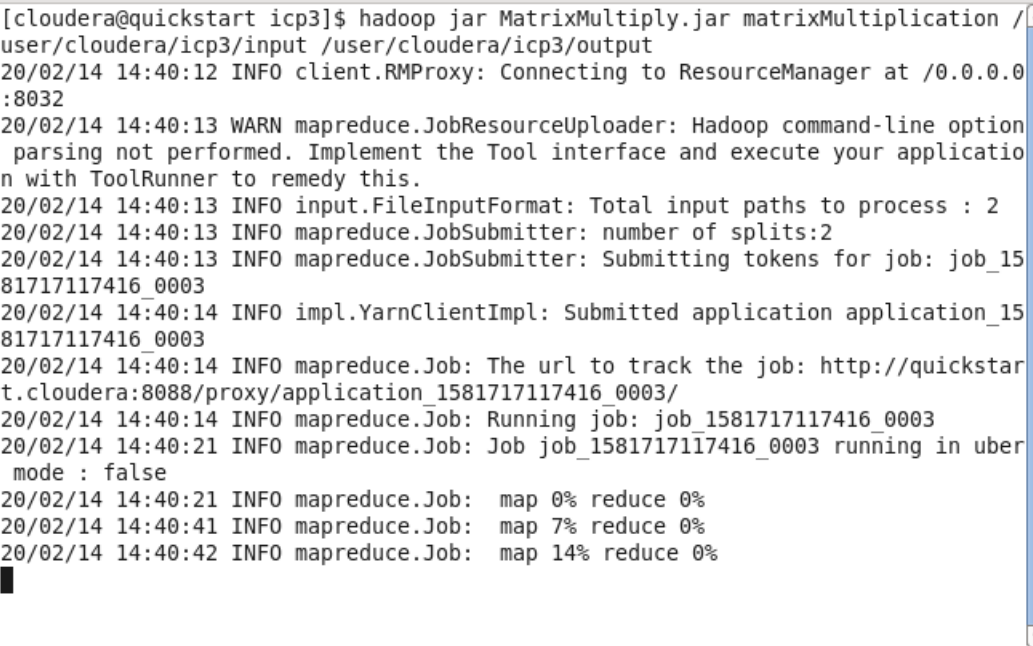 [cloudera@quickstart icp3]$ hadoop jar MatrixMultiply.jar matrixMultiplication /
user/cloudera/icp3/input /user/cloudera/icp3/output
20/02/14 14:40:12 INFO client.RMProxy: Connecting to ResourceManager at /0.0.0.0
:8032
20/02/14 14:40:13 WARN mapreduce.JobResourceUploader: Hadoop command-line option
 parsing not performed. Implement the Tool interface and execute your applicatio
n with ToolRunner to remedy this.
20/02/14 14:40:13 INFO input.FileInputFormat: Total input paths to process : 2
20/02/14 14:40:13 INFO mapreduce.JobSubmitter: number of splits:2
20/02/14 14:40:13 INFO mapreduce.JobSubmitter: Submitting tokens for job: job_15
81717117416_0003
20/02/14 14:40:14 INFO impl.YarnClientImpl: Submitted application application_15
81717117416_0003
20/02/14 14:40:14 INFO mapreduce.Job: The url to track the job: http://quickstar
t.cloudera:8088/proxy/application_1581717117416_0003/
20/02/14 14:40:14 INFO mapreduce.Job: Running job: job_1581717117416_0003
20/02/14 14:40:21 INFO mapreduce.Job: Job job_1581717117416_0003 running in uber
 mode : false
20/02/14 14:40:21 INFO mapreduce.Job:  map 0% reduce 0%
20/02/14 14:40:41 INFO mapreduce.Job:  map 7% reduce 0%
20/02/14 14:40:42 INFO mapreduce.Job:  map 14% reduce 0%